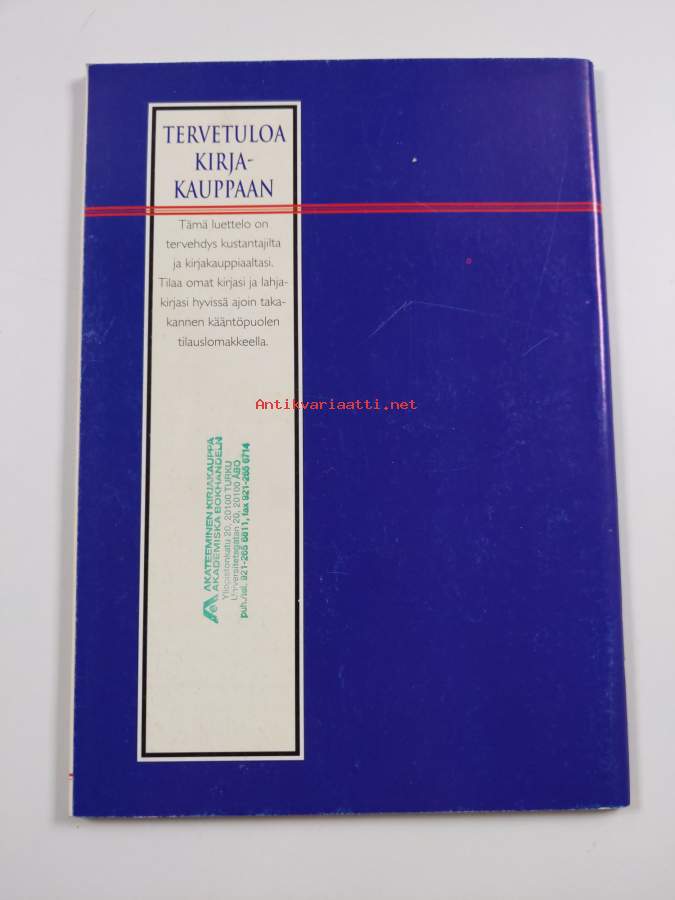 TERVETULOA
KIRJA-
KAUPPAAN
Tämä luettelo on
tervehdys kustantajilta
ja kirjakauppiaaltasi.
Tilaa omat kirjasi ja lahja-
kirjasi hyvissä ajoin taka-
kannen kääntöpuolen
tilauslomakkeella.
Antikvariaatti.net
AKATEEMINEN KIRJAKAUPPA
AKADEMISKA BOKHANDELN
Yliopistonkatu 20, 20100 TURKU
Universitetsgatan 20, 20100 ÅBO
puh./tel. 921-265 6611, fax 921-265 6714